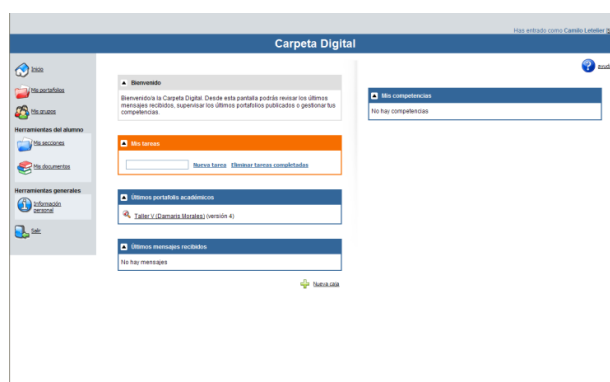 Has entrado como Camilo Letelier
Carpeta Digital
Inicio
Mis portafolios
Mis grupos
Herramientas del alumno
Mis secciones
Mis documentos
Herramientas generales
Información
personal
Salir
Bienvenido
Bienvenido/a la Carpeta Digital. Desde esta pantalla podrás revisar los últimos
mensajes recibidos, supervisar los últimos portafolios publicados o gestionar tus
competencias.
Mis tareas
Nueva tarea Eliminar tareas completadas
Últimos portafolis académicos
Taller V (Damaris Morales) (versión 4)
Últimos mensajes recibidos
No hay mensajes
Nueva caja
Mis competencias
No hay competencias